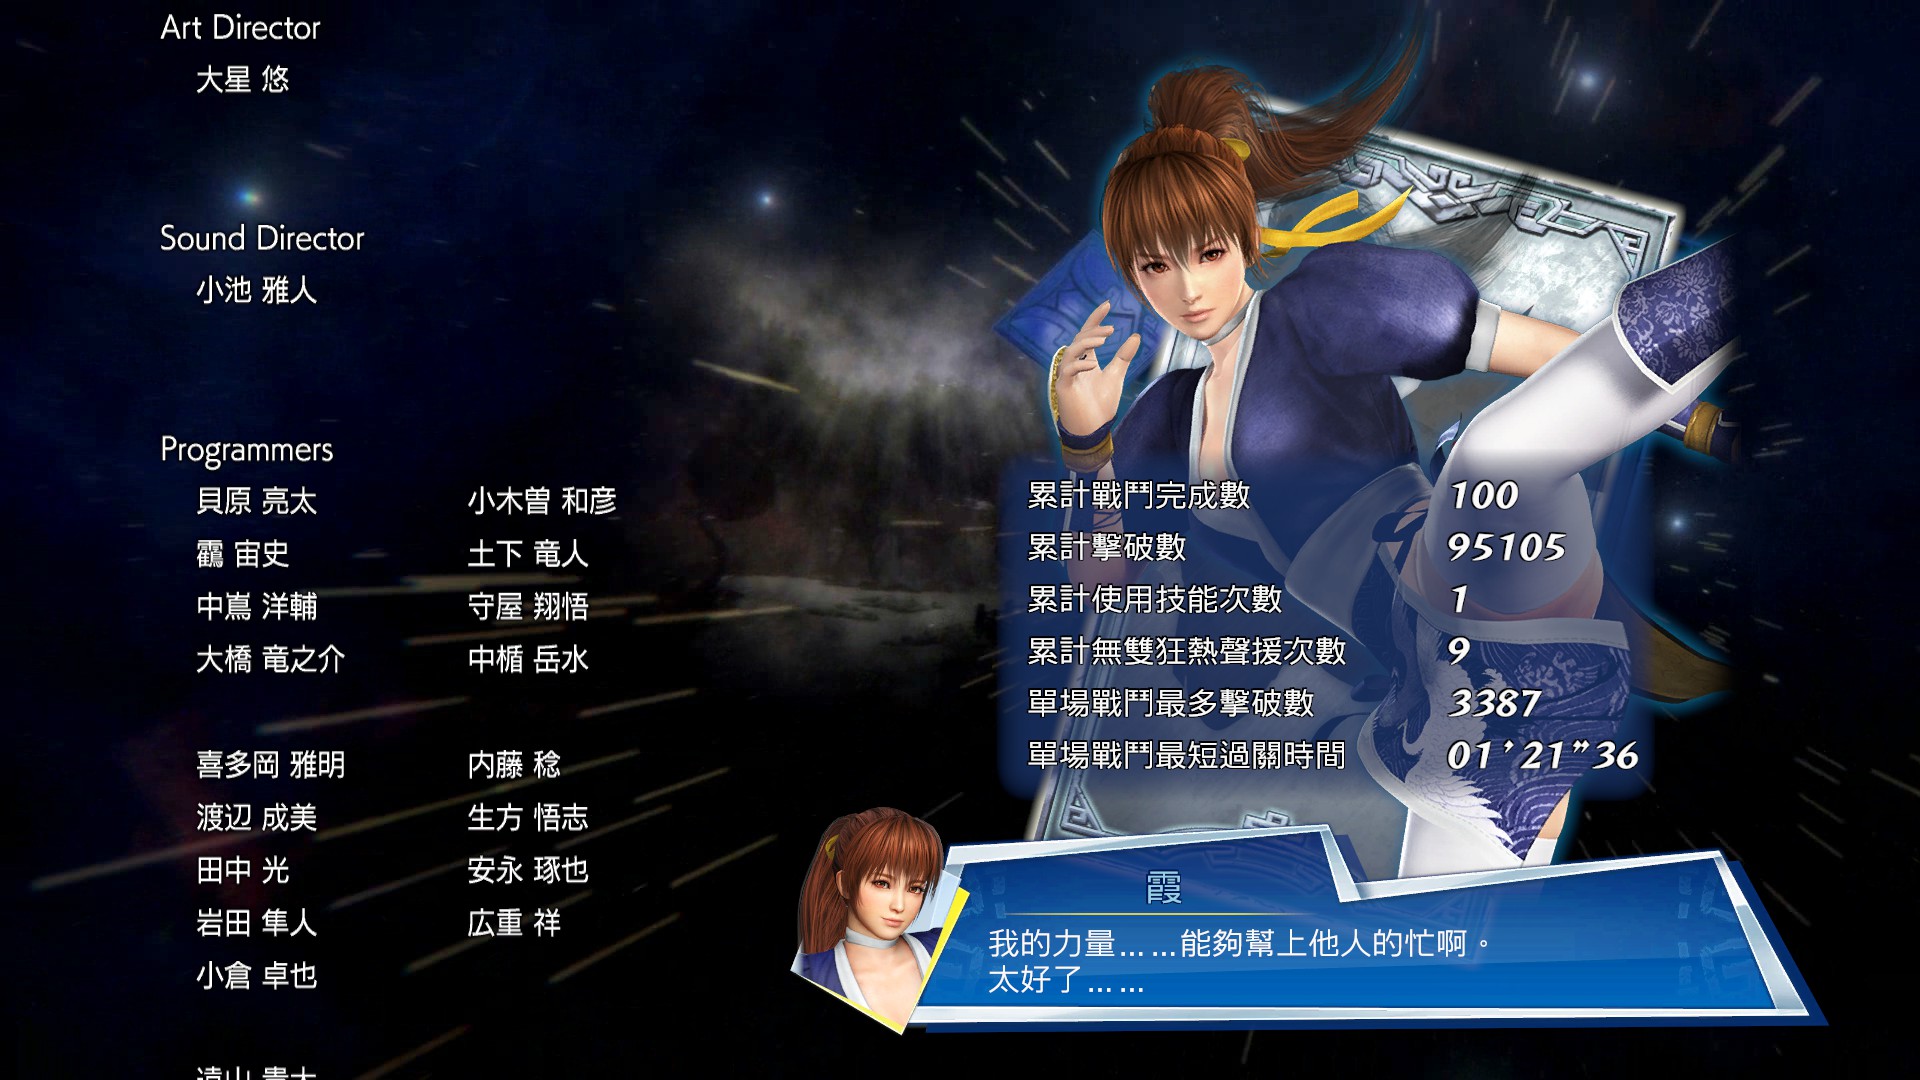 Art Director
大星 悠
Sound Director
小池 雅人
Programmers
貝原 亮太
小木曽 和彦
靏 宙史
土下 竜人
中嶌 洋輔
守屋 翔悟
大橋 竜之介
中楯 岳水
喜多岡 雅明
内藤 稔
渡辺 成美
生方 悟志
田中 光
安永 琢也
岩田 隼人
広重 祥
小倉 卓也
累計戰鬥完成數 100
累計擊破數 95105
累計使用技能次數 1
累計無雙狂熱聲援次數 9
單場戰鬥最多擊破數 3387
單場戰鬥最短過關時間 01’21”36
霞
我的力量……能夠幫上他人的忙啊。
太好了……